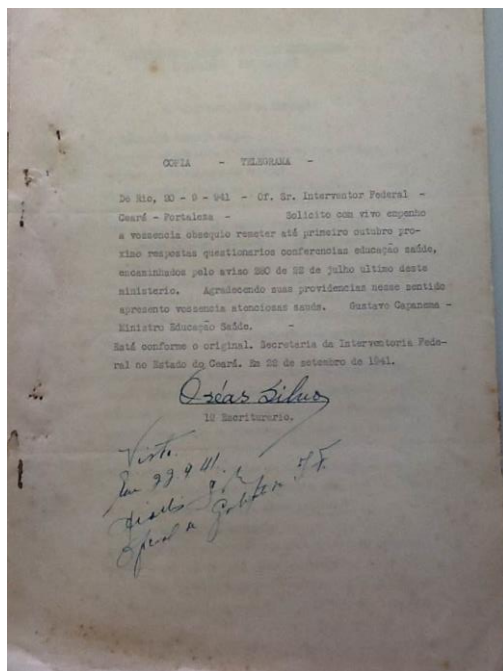 COPIA - TELEGRAMA -
De Rio, 20 - 9 - 941 - Of. Sr. Interventor Federal -
Ceará - Fortaleza - Solicito com vivo empenho
a vossencia obsequio remeter até primeiro outubro pro-
ximo respostas questionarios conferencias educação saúde,
encaminhados pelo aviso de 22 de julho ultimo deste
ministerio. Agradecendo suas providencias nesse sentido
apresento vossencia atenciosas sauds. Gustavo Capanema -
Ministro Educação Saúde. -
Está conforme o original. Secretaria da Interventoria Fede-
ral no Estado do Ceará. Em 22 de setembro de 1941.
Oséas Silva
1º Escriturario.
Visto
Em 22 9 41